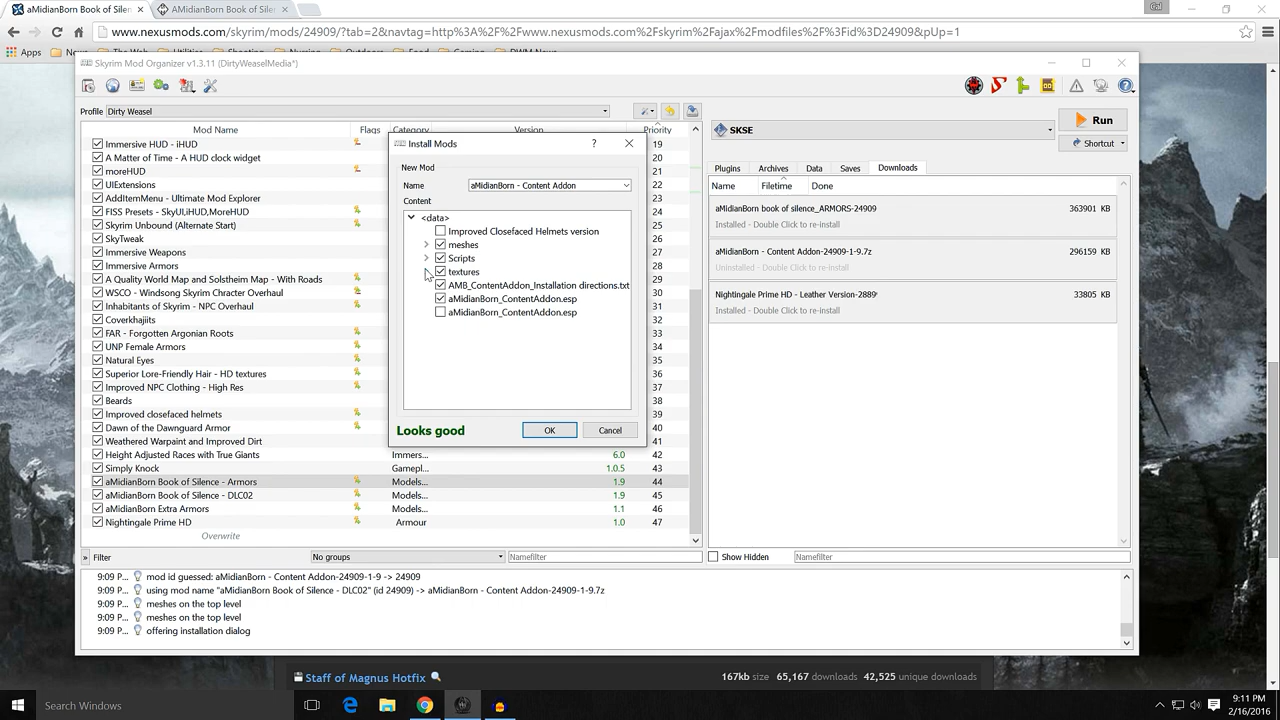 aMidianBorn Book of Siler
AMidianBorn Book of Silen
Gal
www.nexusmods.com/skyrim/mods/24909/?tab=2&navtag=http%3A%2F%2Fwww.nexusmods.com%2Fskyrim%2Fajax%2Fmodfiles%2F%3Fid%3D24909&pUp=1
Apps
The Web
Utilities
Shooting
Nursing
Outdoors
Food
Gaming
DWM News
Skyrim Mod Organizer v1.3.11 (DirtyWeaselMedia*)
Profile Dirty Weasel
Mod Name Flags Category Version Priority
Immersive HUD - iHUD 19
A Matter of Time - A HUD clock widget 20
moreHUD 21
UIExtensions 22
AddItemMenu - Ultimate Mod Explorer 23
FISS Presets - SkyULiHUD,MoreHUD 24
Skyrim Unbound (Alternate Start) 25
SkyTweak 26
Immersive Weapons 27
Immersive Armors 28
A Quality World Map and Solstheim Map - With Roads 29
WSCO - Windsong Skyrim Chracter Overhaul 30
Inhabitants of Skyrim - NPC Overhaul 31
Coverkhajiits 32
FAR - Forgotten Argonian Roots 33
UNP Female Armors 34
Natural Eyes 35
Superior Lore-Friendly Hair - HD textures 36
Improved NPC Clothing - High Res 37
Beards 38
Improved closefaced helmets 39
Dawn of the Dawnguard Armor 40
Weathered Warpaint and Improved Dirt 41
Height Adjusted Races with True Giants Immers... 6.0 42
Simply Knock Gamepl... 1.0.5 43
aMidianBorn Book of Silence - Armors Models... 1.9 44
aMidianBorn Book of Silence - DLC02 Models... 1.9 45
aMidianBorn Extra Armors Models... 1.1 46
Nightingale Prime HD Armour 1.0 47
Overwrite
» Filter No groups Namefilter
Install Mods
?
New Mod
Name aMidianBorn - Content Addon
Content
<data>
Improved Closefaced Helmets version
meshes
Scripts
textures
AMB_ContentAddon_Installation directions.txt
aMidianBorn_ContentAddon.esp
aMidianBorn_ContentAddon.esp
Looks good
OK
Cancel
SKSE
Run
Shortcut
Plugins Archives Data Saves Downloads
Name Filetime Done
aMidianBorn book of silence_ARMORS-24909 363901 KB
Installed - Double Click to re-install
aMidianBorn - Content Addon-24909-1-9.7z 296159 KB
Uninstalled - Double Click to re-install
Nightingale Prime HD - Leather Version-2889 33805 KB
Installed - Double Click to re-install
Show Hidden Namefilter
9:09 P... mod id guessed: aMidianBorn - Content Addon-24909-1-9 -> 24909
9:09 P... using mod name "aMidianBorn Book of Silence - DLC02" (id 24909) -> aMidianBorn - Content Addon-24909-1-9.7z
9:09 P... meshes on the top level
9:09 P... meshes on the top level
9:09 P... offering installation dialog
Staff of Magnus Hotfix 167kb size 65,167 downloads 42,525 unique downloads
Search Windows
9:11 PM
2/16/2016